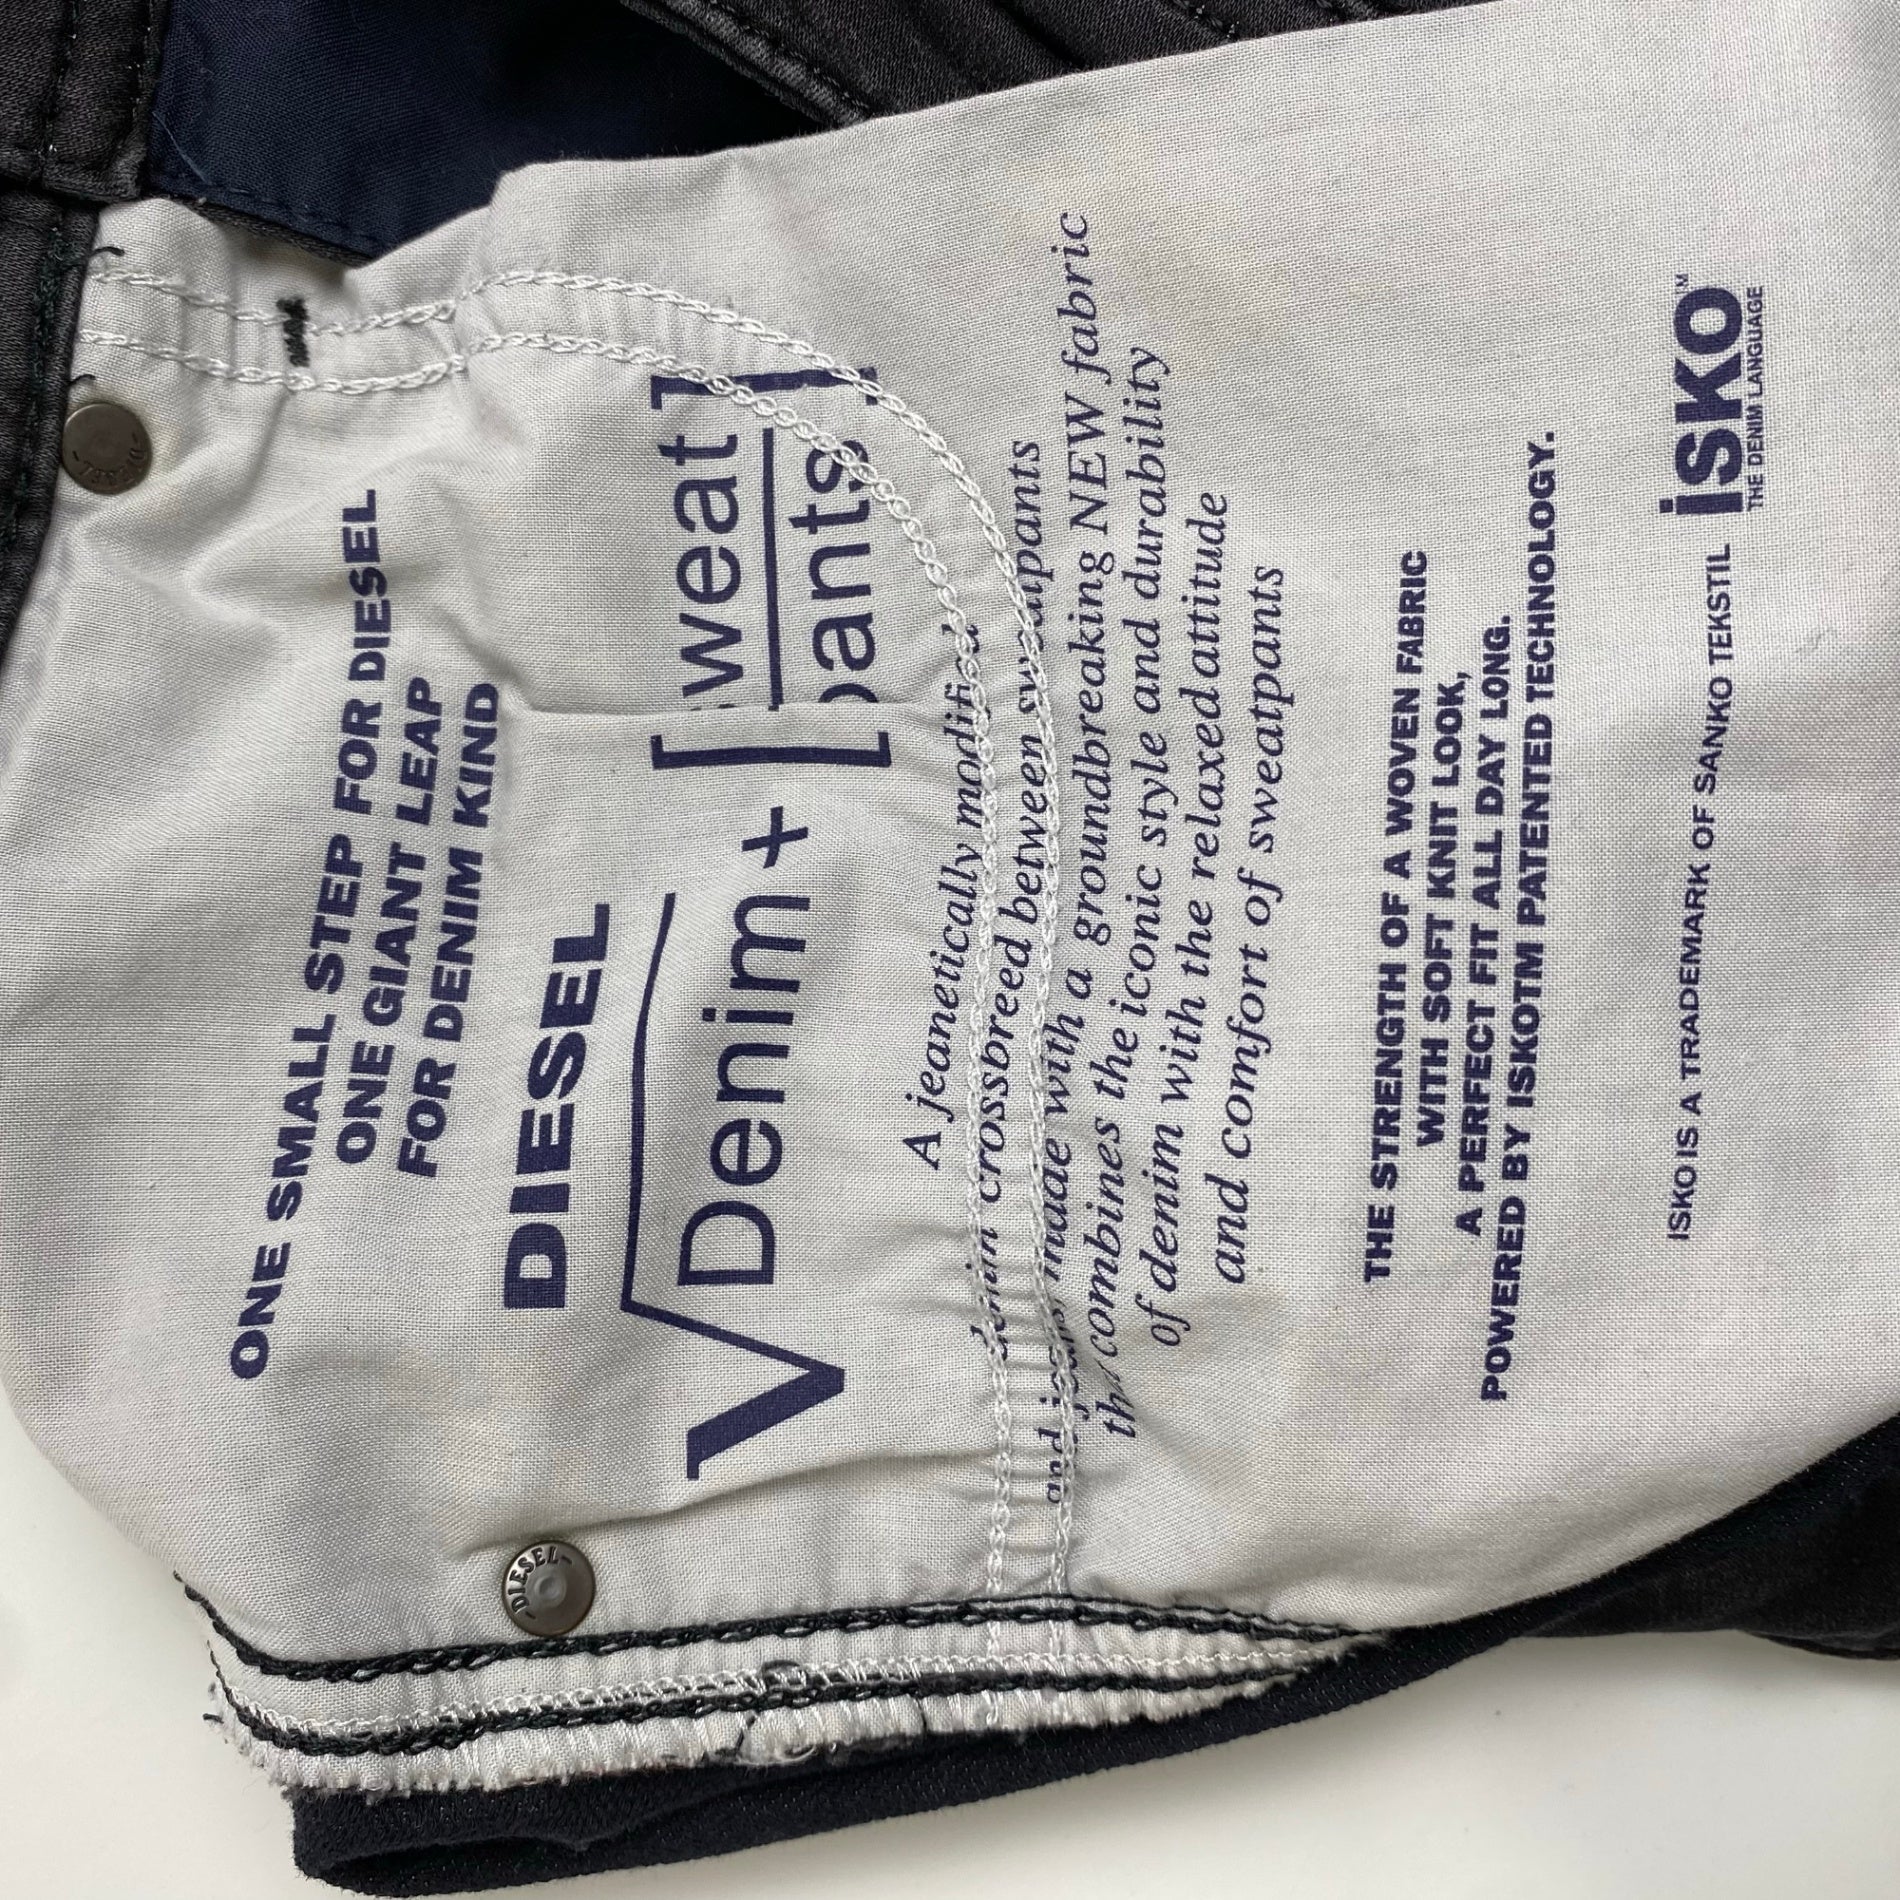 ONE SMALL STEP FOR DIESEL
ONE GIANT LEAP
FOR DENIM KIND
DIESEL
√Denim + [sweat]
[pants]
A jeanetically modified
denim crossbreed between sweatpants
and jeans, made with a groundbreaking NEW fabric
that combines the iconic style and durability
of denim with the relaxed attitude
and comfort of sweatpants
THE STRENGTH OF A WOVEN FABRIC
WITH SOFT KNIT LOOK,
A PERFECT FIT ALL DAY LONG.
POWERED BY ISKOTM PATENTED TECHNOLOGY.
ISKO IS A TRADEMARK OF SANKO TEKSTIL
iSKO™
THE DENIM LANGUAGE
-DIESEL-
-DIESEL-